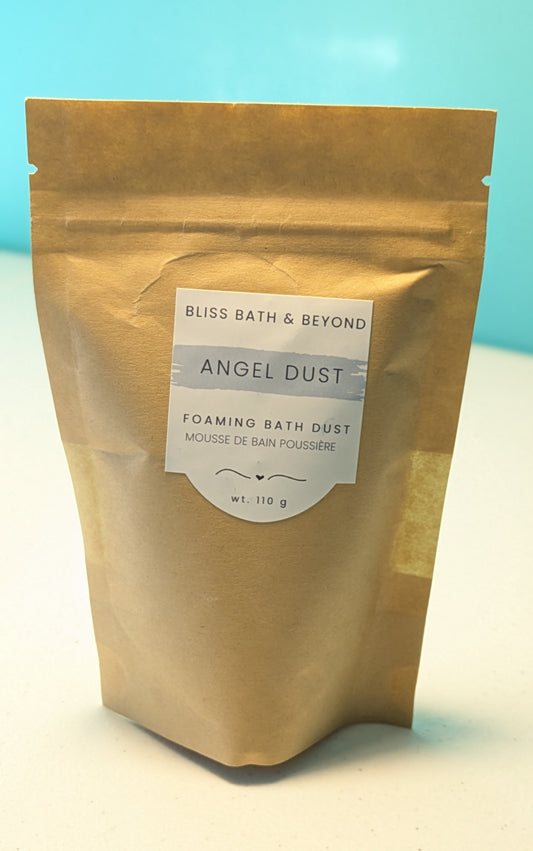 BLISS BATH & BEYOND
ANGEL DUST
FOAMING BATH DUST
MOUSSE DE BAIN POUSSIÈRE
wt. 110 g